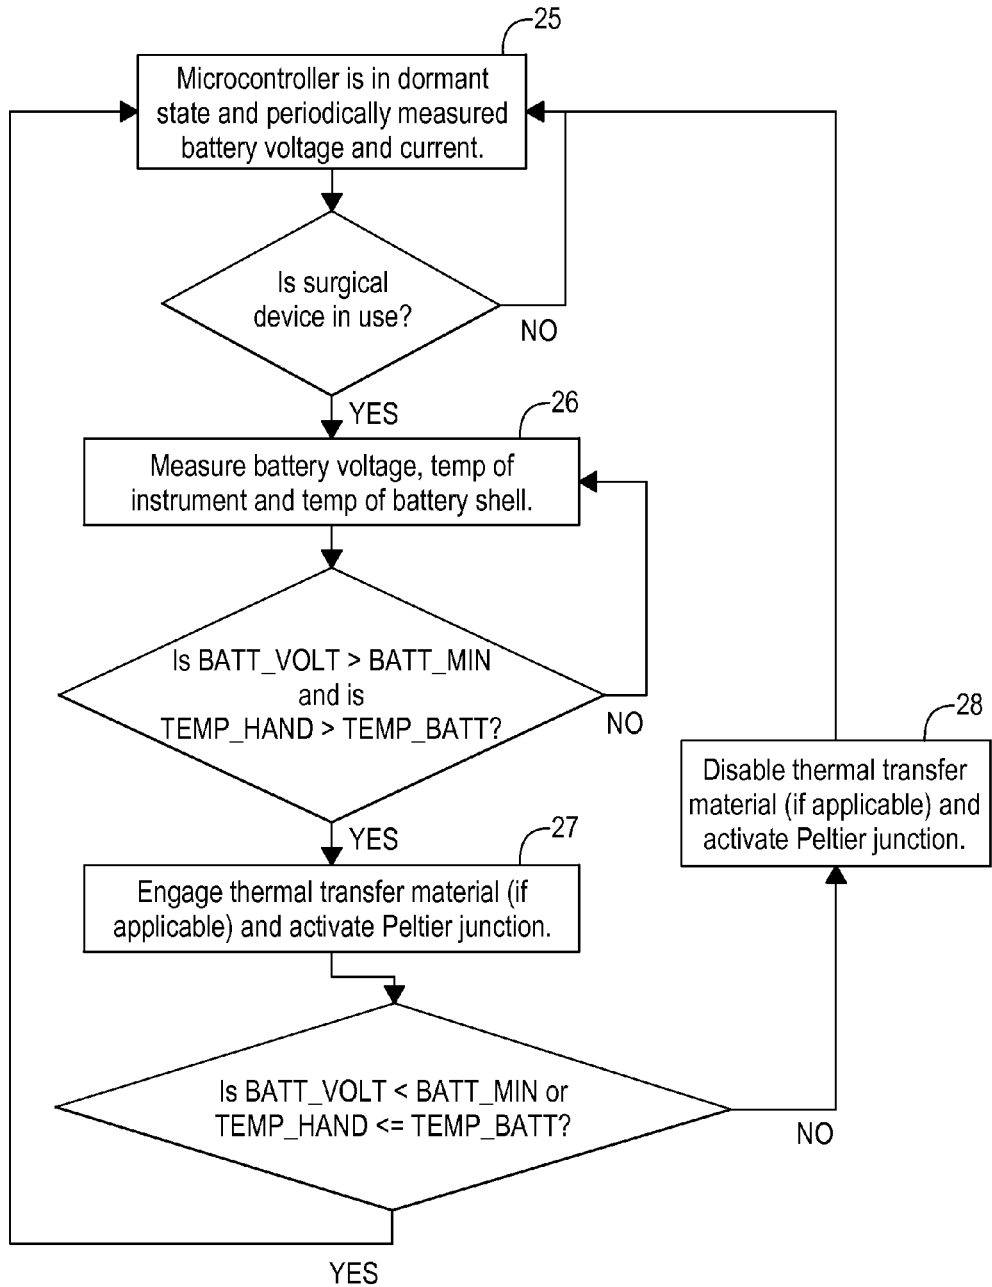 25
Microcontroller is in dormant
state and periodically measured
battery voltage and current.
Is surgical
device in use?
NO
YES
26
Measure battery voltage, temp of
instrument and temp of battery shell.
Is BATT_VOLT > BATT_MIN
and is
TEMP_HAND > TEMP_BATT?
NO
YES
28
Disable thermal transfer
material (if applicable) and
activate Peltier junction.
27
Engage thermal transfer material (if
applicable) and activate Peltier junction.
Is BATT_VOLT < BATT_MIN or
TEMP_HAND <= TEMP_BATT?
NO
YES